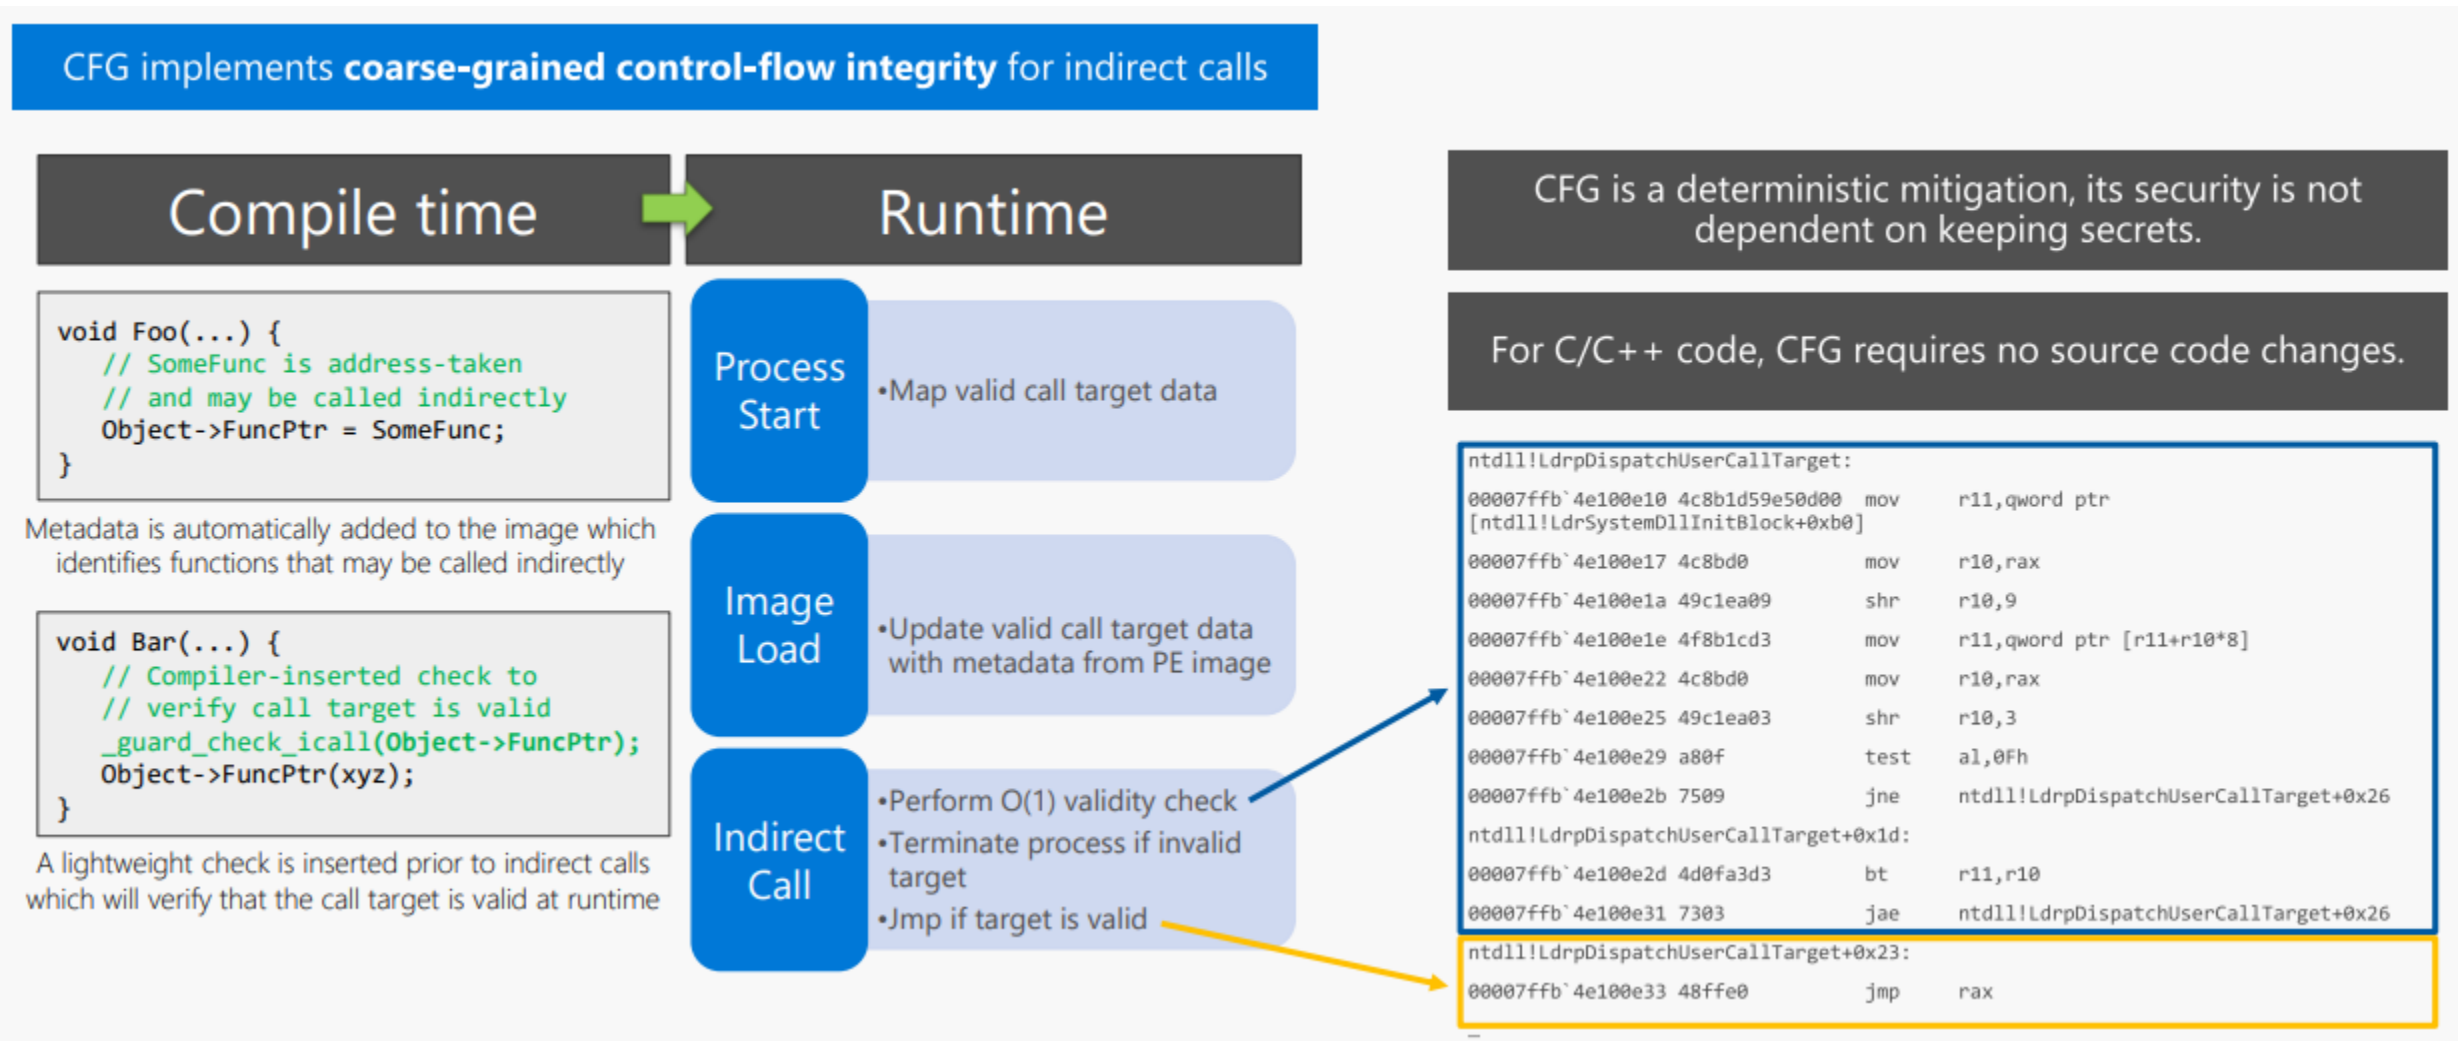 CFG implements coarse-grained control-flow integrity for indirect calls
Compile time
void Foo(...) {
// SomeFunc is address-taken
// and may be called indirectly
Object->FuncPtr = SomeFunc;
}
Metadata is automatically added to the image which
identifies functions that may be called indirectly
void Bar(...) {
// Compiler-inserted check to
// verify call target is valid
_guard_check_icall(Object->FuncPtr);
Object->FuncPtr(xyz);
}
A lightweight check is inserted prior to indirect calls
which will verify that the call target is valid at runtime
Runtime
Process
Start
•Map valid call target data
Image
Load
•Update valid call target data
with metadata from PE image
Indirect
Call
•Perform O(1) validity check
•Terminate process if invalid
target
•Jmp if target is valid
CFG is a deterministic mitigation, its security is not
dependent on keeping secrets.
For C/C++ code, CFG requires no source code changes.
ntdll!LdrpDispatchUserCallTarget:
00007ffb`4e100e10 4c8b1d59e50d00 mov r11,qword ptr
[ntdll!LdrSystemDllInitBlock+0xb0]
00007ffb`4e100e17 4c8bd0 mov r10,rax
00007ffb`4e100e1a 49c1ea09 shr r10,9
00007ffb`4e100e1e 4f8b1cd3 mov r11,qword ptr [r11+r10*8]
00007ffb`4e100e22 4c8bd0 mov r10,rax
00007ffb`4e100e25 49c1ea03 shr r10,3
00007ffb`4e100e29 a80f test al,0Fh
00007ffb`4e100e2b 7509 jne ntdll!LdrpDispatchUserCallTarget+0x26
ntdll!LdrpDispatchUserCallTarget+0x1d:
00007ffb`4e100e2d 4d0fa3d3 bt r11,r10
00007ffb`4e100e31 7303 jae ntdll!LdrpDispatchUserCallTarget+0x26
ntdll!LdrpDispatchUserCallTarget+0x23:
00007ffb`4e100e33 48ffe0 jmp rax